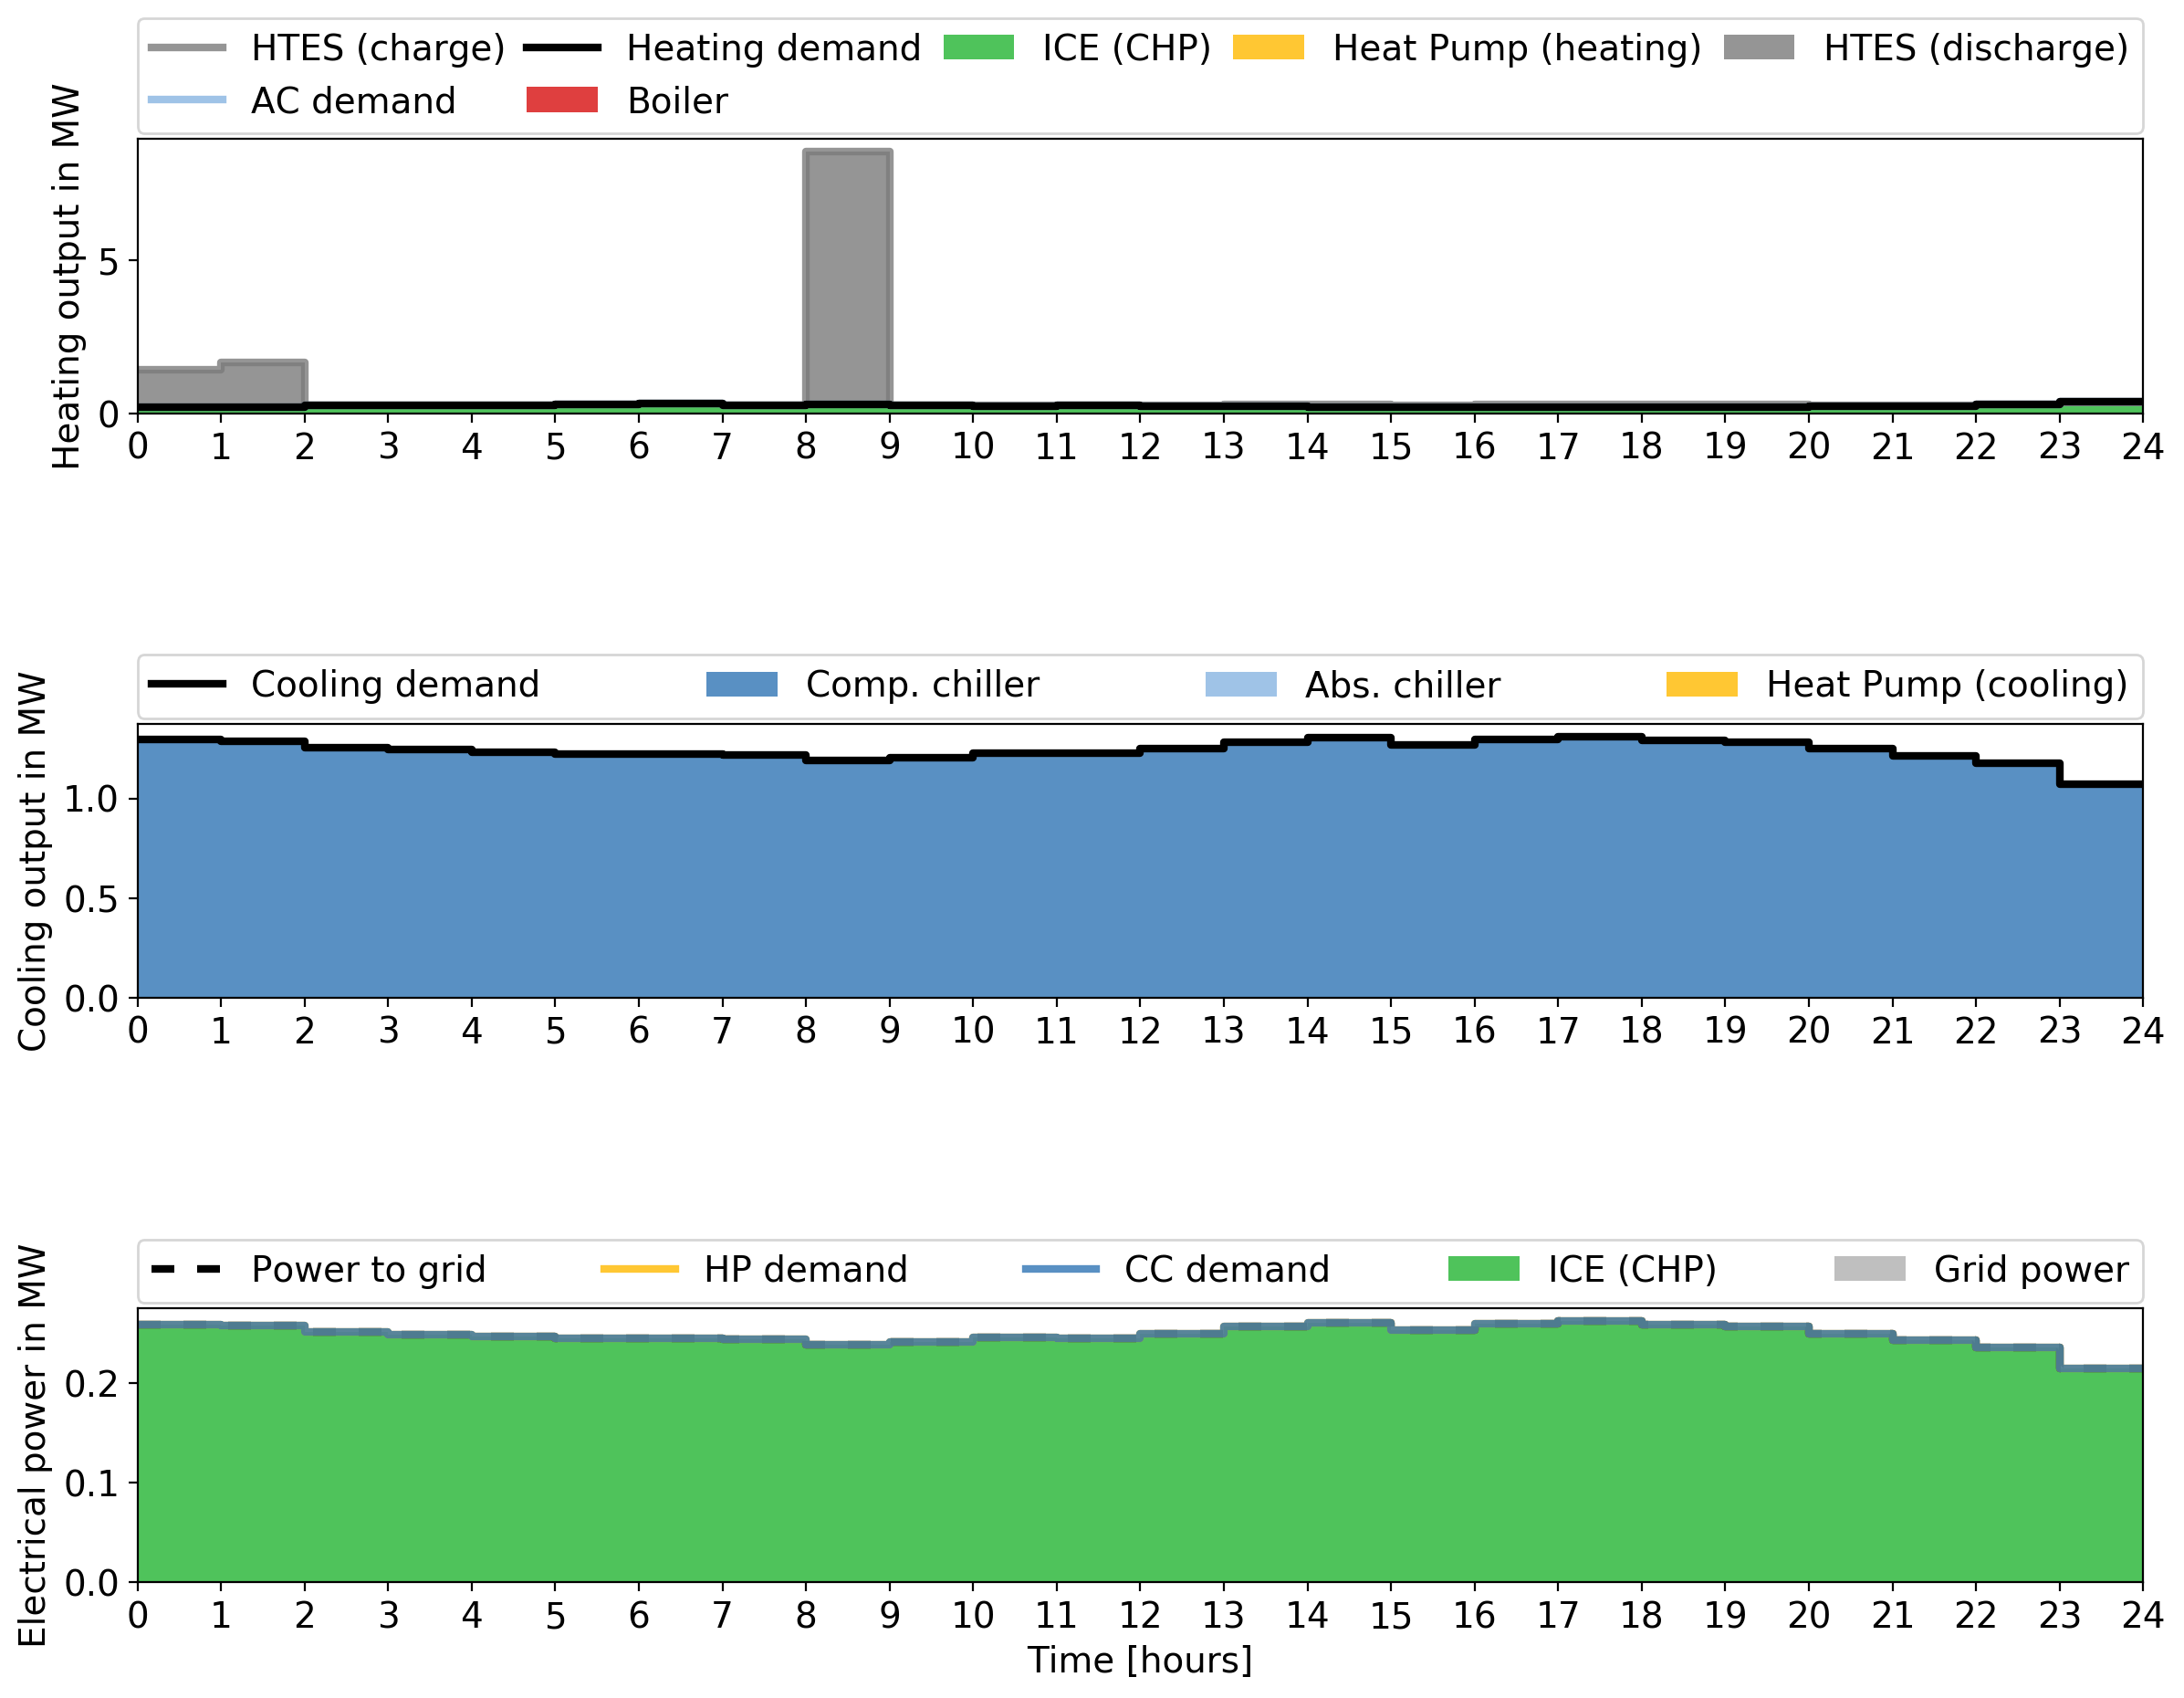 HTES (charge) Heating demand ICE (CHP) Heat Pump (heating) HTES (discharge)
AC demand Boiler
Heating output in MW
5
0
0 1 2 3 4 5 6 7 8 9 10 11 12 13 14 15 16 17 18 19 20 21 22 23 24
Cooling demand Comp. chiller Abs. chiller Heat Pump (cooling)
Cooling output in MW
1.0
0.5
0.0
0 1 2 3 4 5 6 7 8 9 10 11 12 13 14 15 16 17 18 19 20 21 22 23 24
Power to grid HP demand CC demand ICE (CHP) Grid power
Electrical power in MW
0.2
0.1
0.0
0 1 2 3 4 5 6 7 8 9 10 11 12 13 14 15 16 17 18 19 20 21 22 23 24
Time [hours]